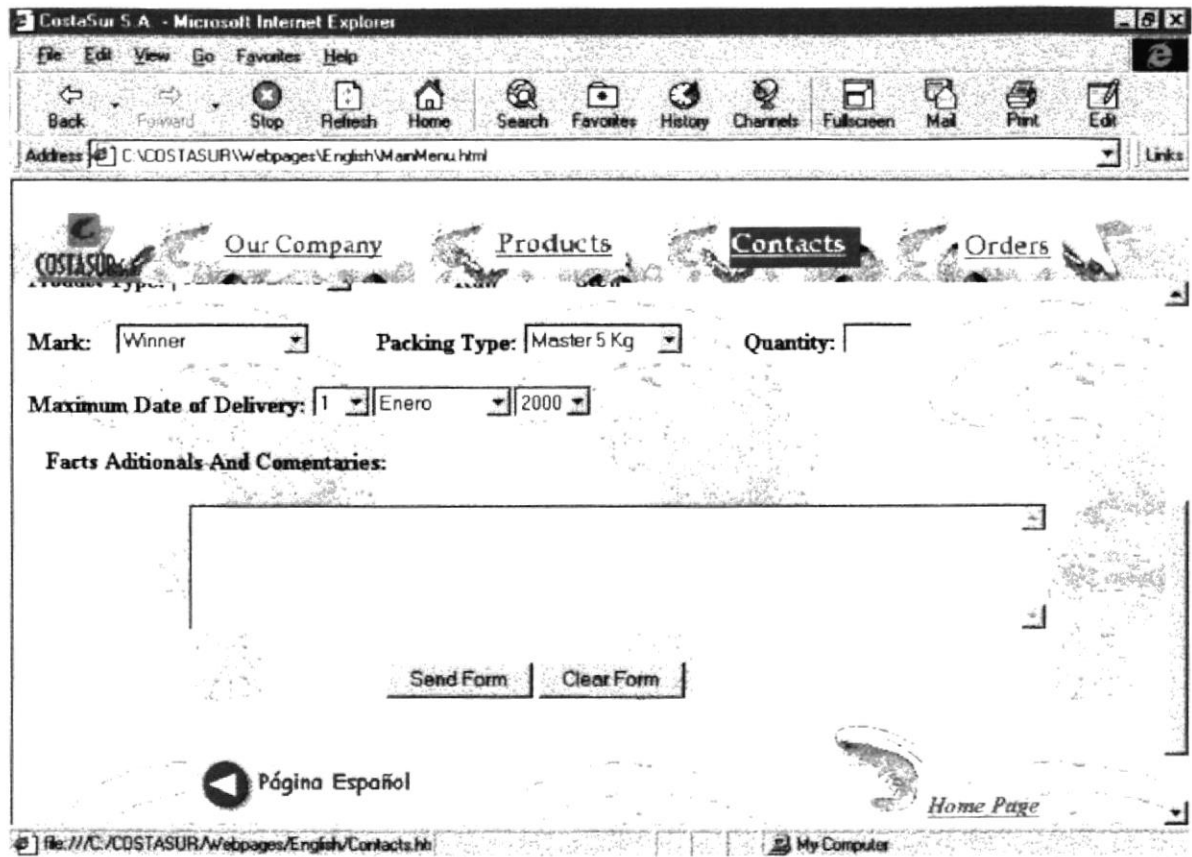 CostaSur S.A. - Microsoft Internet Explorer
File Edit View Go Favorites Help
Back Forward Stop Refresh Home Search Favorites History Channels Fullscreen Mail Print Edit
Address C:\COSTASUR\Webpages\English\MainMenu.html Links
Our Company Products Contacts Orders
COSTASUR
Product Type:
Mark: Winner Packing Type: Master 5 Kg Quantity:
Maximum Date of Delivery: 1 Enero 2000
Facts Aditionals And Comentaries:
Send Form Clear Form
Página Español
Home Page
file:///C:/COSTASUR/Webpages/English/Contacts.ht My Computer